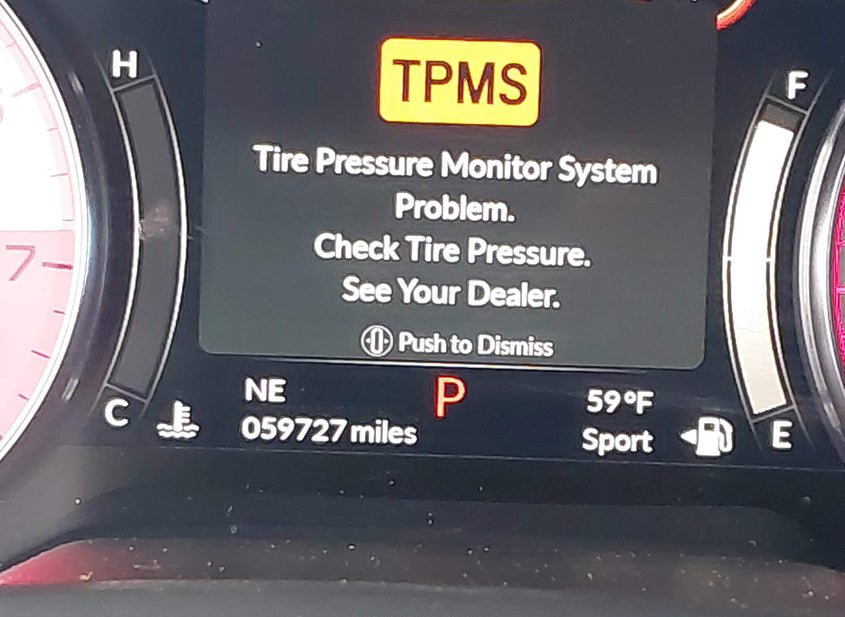 TPMS
Tire Pressure Monitor System
Problem.
Check Tire Pressure.
See Your Dealer.
Push to Dismiss
H
C
F
E
7
NE
P
59°F
059727 miles
Sport